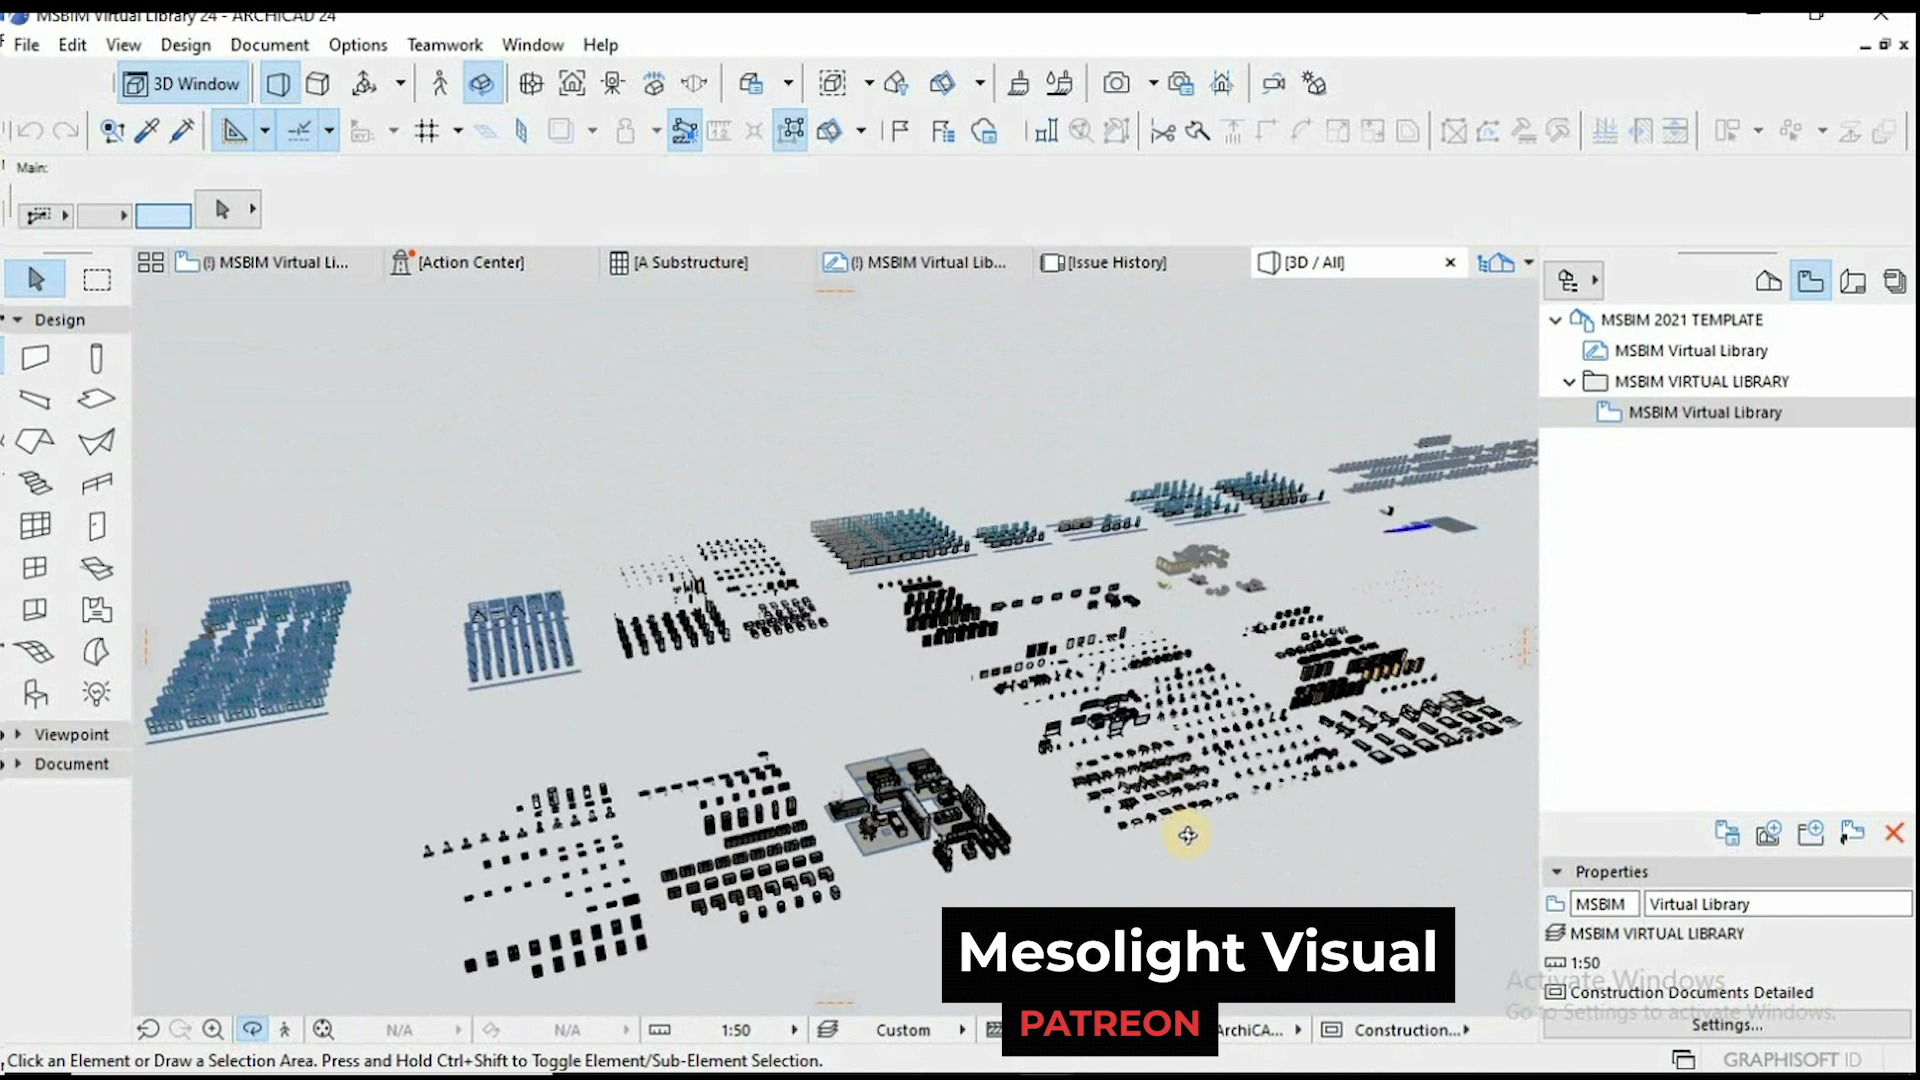 MSBIM Virtual Library 24 - ARCHICAD 24
File Edit View Design Document Options Teamwork Window Help
3D Window
Main:
(!) MSBIM Virtual Li...
[Action Center]
[A Substructure]
(!) MSBIM Virtual Lib...
[Issue History]
[3D / All]
Design
Viewpoint
Document
MSBIM 2021 TEMPLATE
MSBIM Virtual Library
MSBIM VIRTUAL LIBRARY
MSBIM Virtual Library
Properties
MSBIM Virtual Library
MSBIM VIRTUAL LIBRARY
1:50
Construction Documents Detailed
Activate Windows
Go to Settings to activate Windows.
Settings...
Mesolight Visual
PATREON
N/A N/A 1:50 Custom ArchiCA... Construction...
Click an Element or Draw a Selection Area. Press and Hold Ctrl+Shift to Toggle Element/Sub-Element Selection.
GRAPHISOFT ID